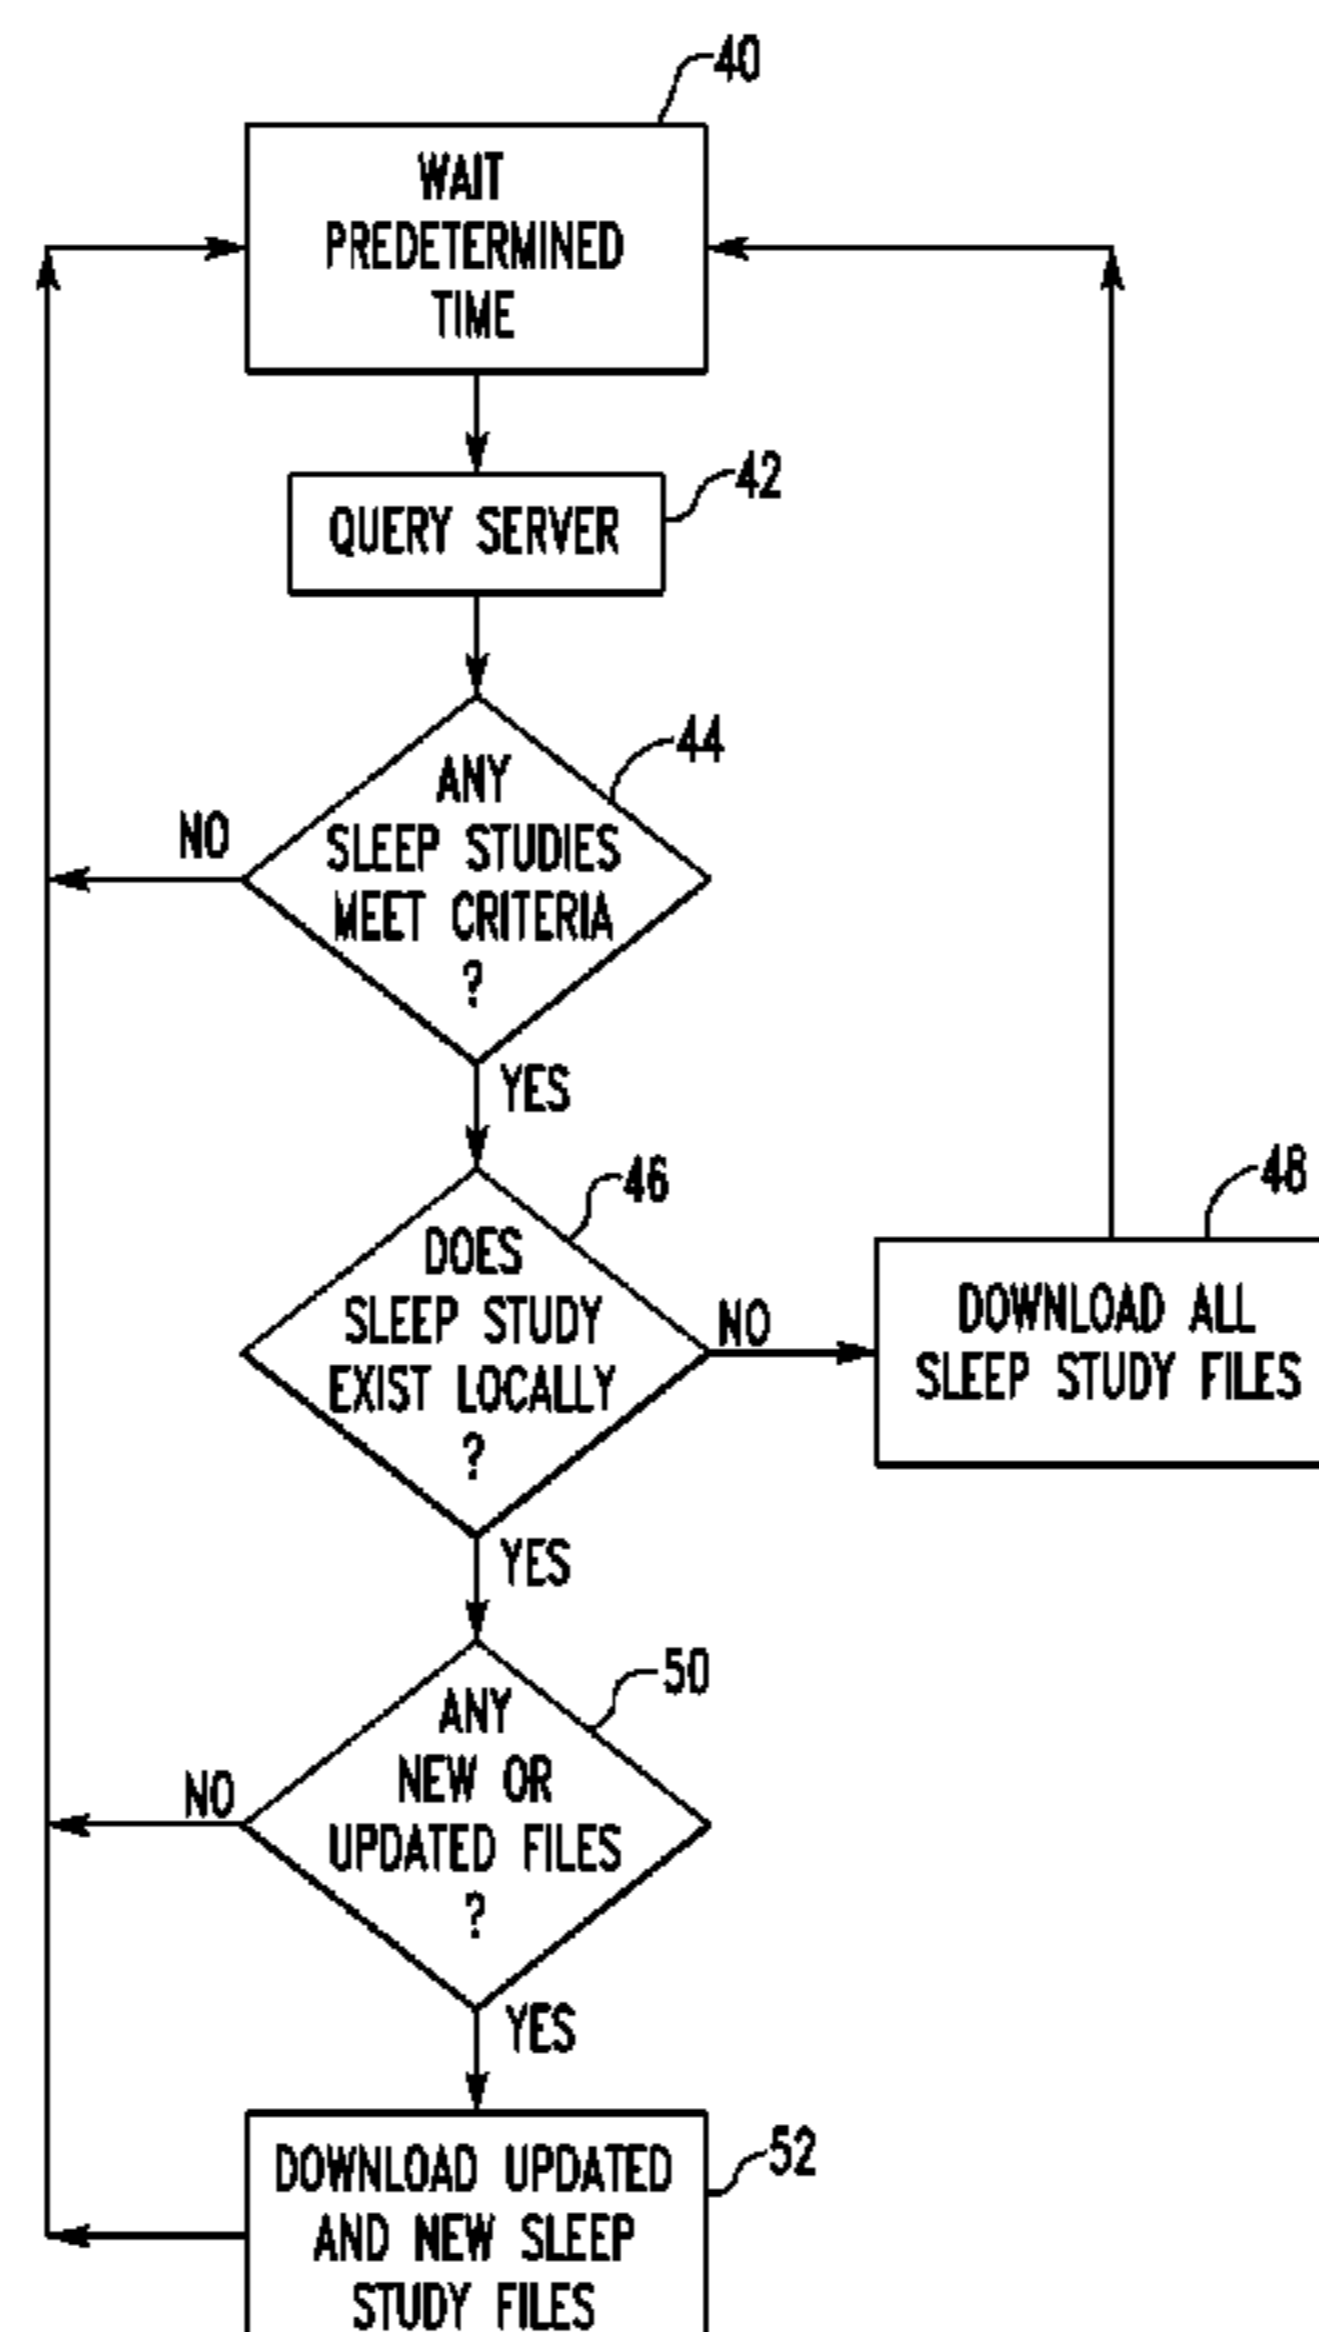 40
WAIT
PREDETERMINED
TIME
42
QUERY SERVER
44
ANY
SLEEP STUDIES
MEET CRITERIA
?
NO
YES
46
DOES
SLEEP STUDY
EXIST LOCALLY
?
NO
48
DOWNLOAD ALL
SLEEP STUDY FILES
YES
50
ANY
NEW OR
UPDATED FILES
?
NO
YES
52
DOWNLOAD UPDATED
AND NEW SLEEP
STUDY FILES